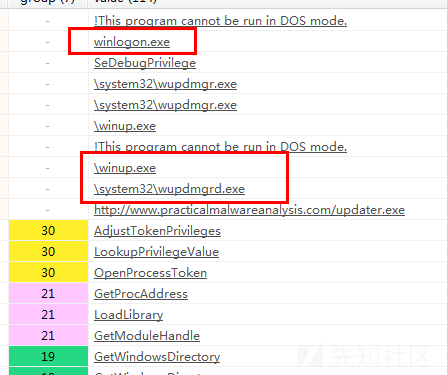 group (7)
value (114)
- !This program cannot be run in DOS mode.
- winlogon.exe
- SeDebugPrivilege
- \system32\wupdmgr.exe
- \system32\wupdmgr.exe
- \winup.exe
- !This program cannot be run in DOS mode.
- \winup.exe
- \system32\wupdmgrd.exe
- http://www.practicalmalwareanalysis.com/updater.exe
30 AdjustTokenPrivileges
30 LookupPrivilegeValue
30 OpenProcessToken
21 GetProcAddress
21 LoadLibrary
21 GetModuleHandle
19 GetWindowsDirectory
先知社区